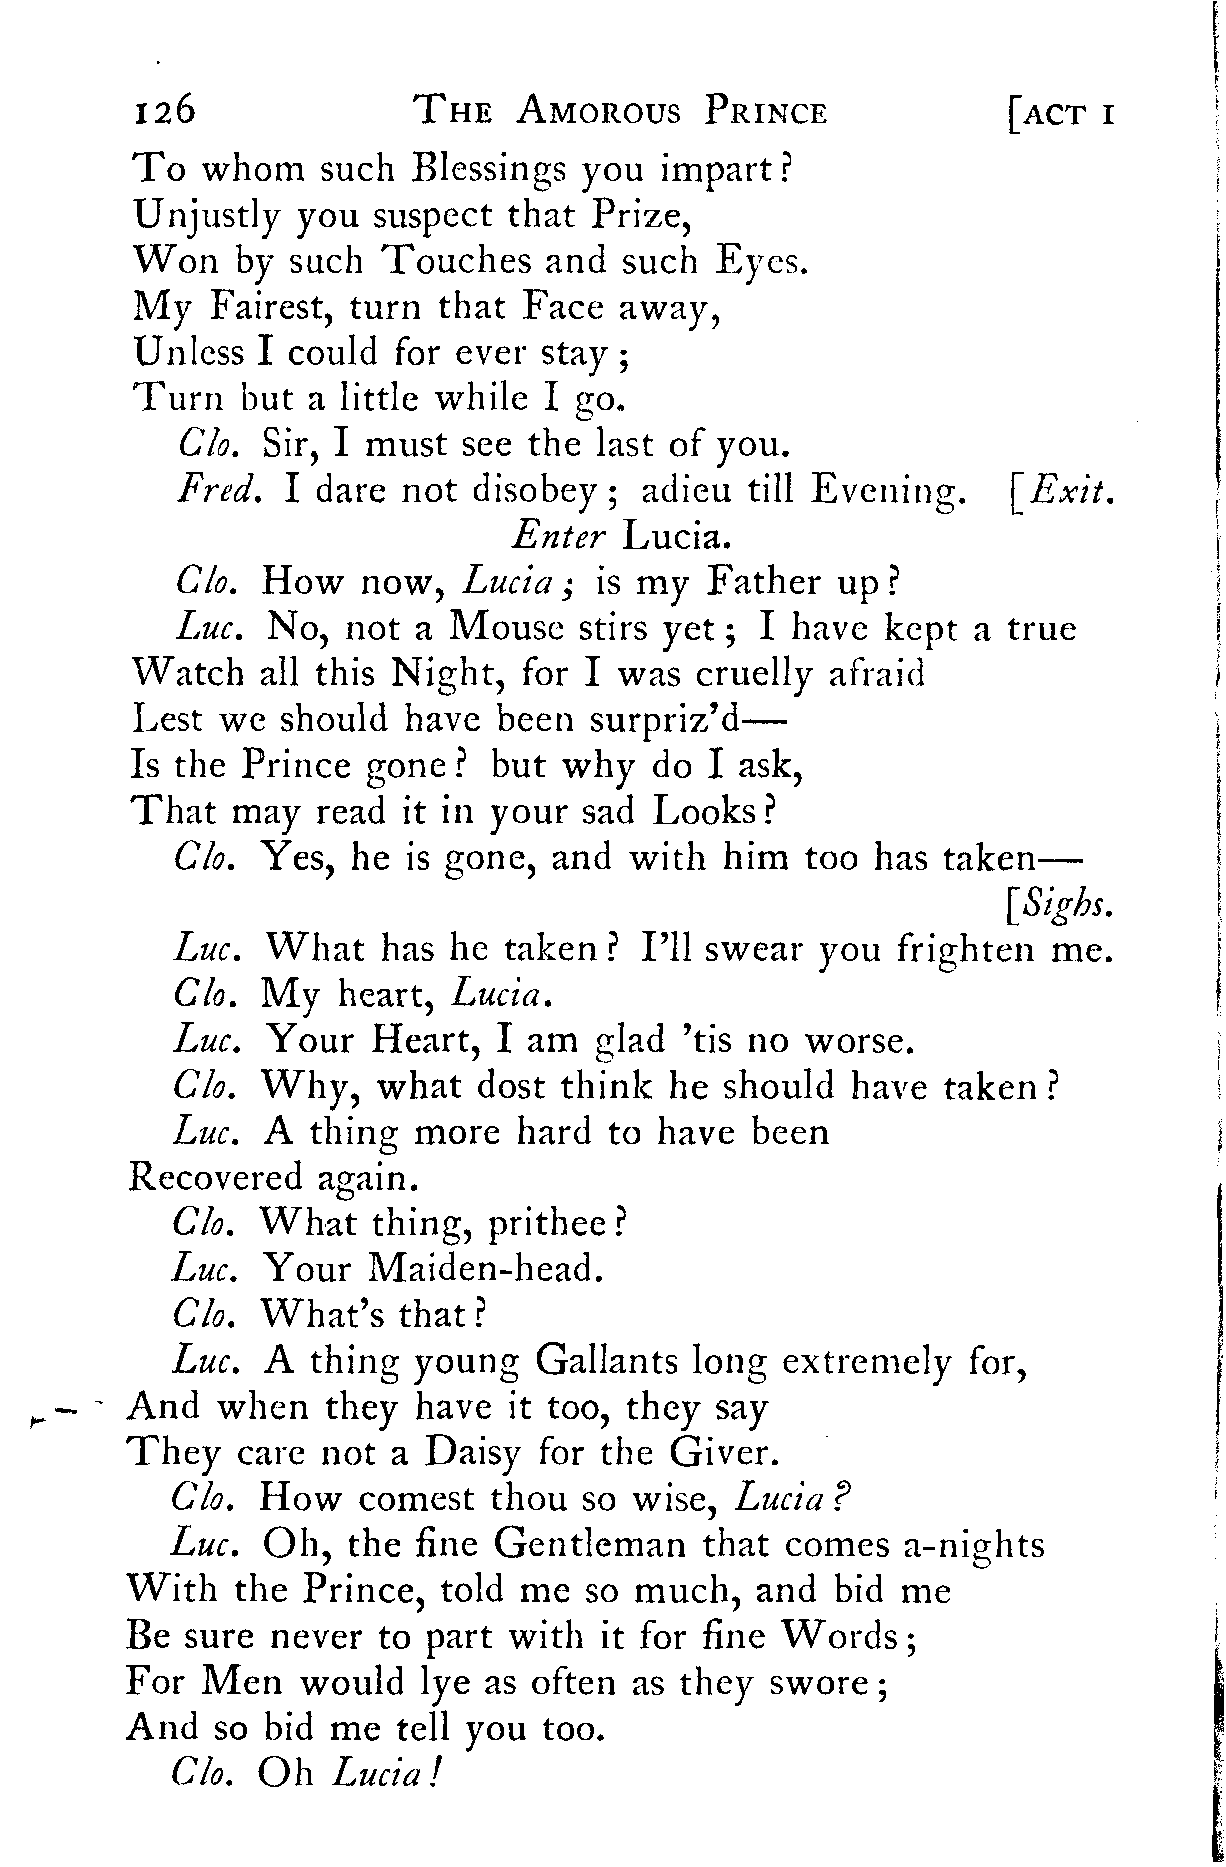 126 THE AMOROUS PRINCE [ACT I
To whom such Blessings you impart?
Unjustly you suspect that Prize,
Won by such Touches and such Eyes.
My Fairest, turn that Face away,
Unless I could for ever stay;
Turn but a little while I go.
Clo. Sir, I must see the last of you.
Fred. I dare not disobey; adieu till Evening. [Exit.
Enter Lucia.
Clo. How now, Lucia; is my Father up?
Luc. No, not a Mouse stirs yet; I have kept a true
Watch all this Night, for I was cruelly afraid
Lest we should have been surpriz'd—
Is the Prince gone? but why do I ask,
That may read it in your sad Looks?
Clo. Yes, he is gone, and with him too has taken—
[Sighs.
Luc. What has he taken? I'll swear you frighten me.
Clo. My heart, Lucia.
Luc. Your Heart, I am glad 'tis no worse.
Clo. Why, what dost think he should have taken?
Luc. A thing more hard to have been
Recovered again.
Clo. What thing, prithee?
Luc. Your Maiden-head.
Clo. What's that?
Luc. A thing young Gallants long extremely for,
And when they have it too, they say
They care not a Daisy for the Giver.
Clo. How comest thou so wise, Lucia?
Luc. Oh, the fine Gentleman that comes a-nights
With the Prince, told me so much, and bid me
Be sure never to part with it for fine Words;
For Men would lye as often as they swore;
And so bid me tell you too.
Clo. Oh Lucia!